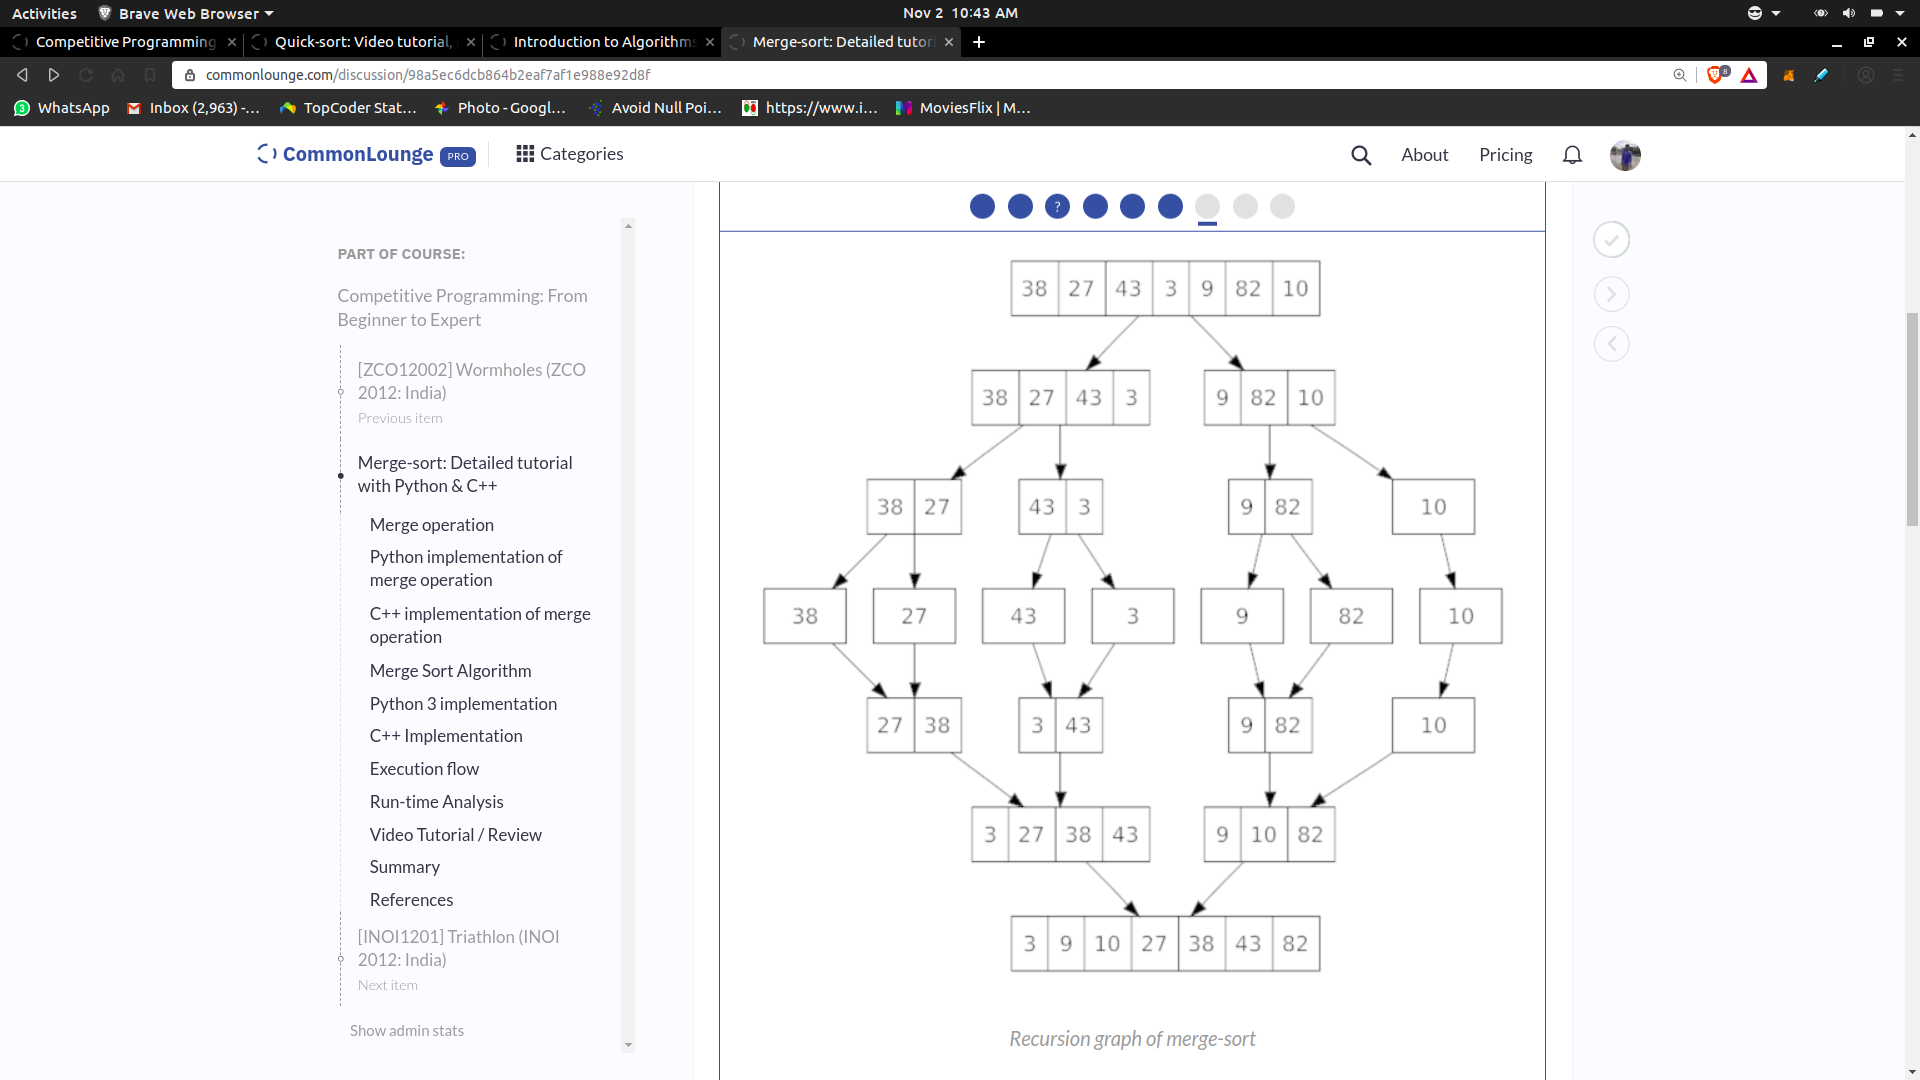 Activities
Brave Web Browser
Nov 2 10:43 AM
Competitive Programming
Quick-sort: Video tutorial,
Introduction to Algorithms
Merge-sort: Detailed tutori
commonlounge.com/discussion/98a5ec6dcb864b2eaf7af1e988e92d8f
8
3
WhatsApp
Inbox (2,963) -...
TopCoder Stat...
Photo - Googl...
Avoid Null Poi...
https://www.i...
MoviesFlix | M...
CommonLounge PRO
Categories
About
Pricing
?
PART OF COURSE:
Competitive Programming: From
Beginner to Expert
[ZCO12002] Wormholes (ZCO
2012: India)
Previous item
Merge-sort: Detailed tutorial
with Python & C++
Merge operation
Python implementation of
merge operation
C++ implementation of merge
operation
Merge Sort Algorithm
Python 3 implementation
C++ Implementation
Execution flow
Run-time Analysis
Video Tutorial / Review
Summary
References
[INOI1201] Triathlon (INOI
2012: India)
Next item
Show admin stats
38 27 43 3 9 82 10
38 27 43 3 9 82 10
38 27 43 3 9 82 10
38 27 43 3 9 82 10
27 38 3 43 9 82 10
3 27 38 43 9 10 82
3 9 10 27 38 43 82
Recursion graph of merge-sort